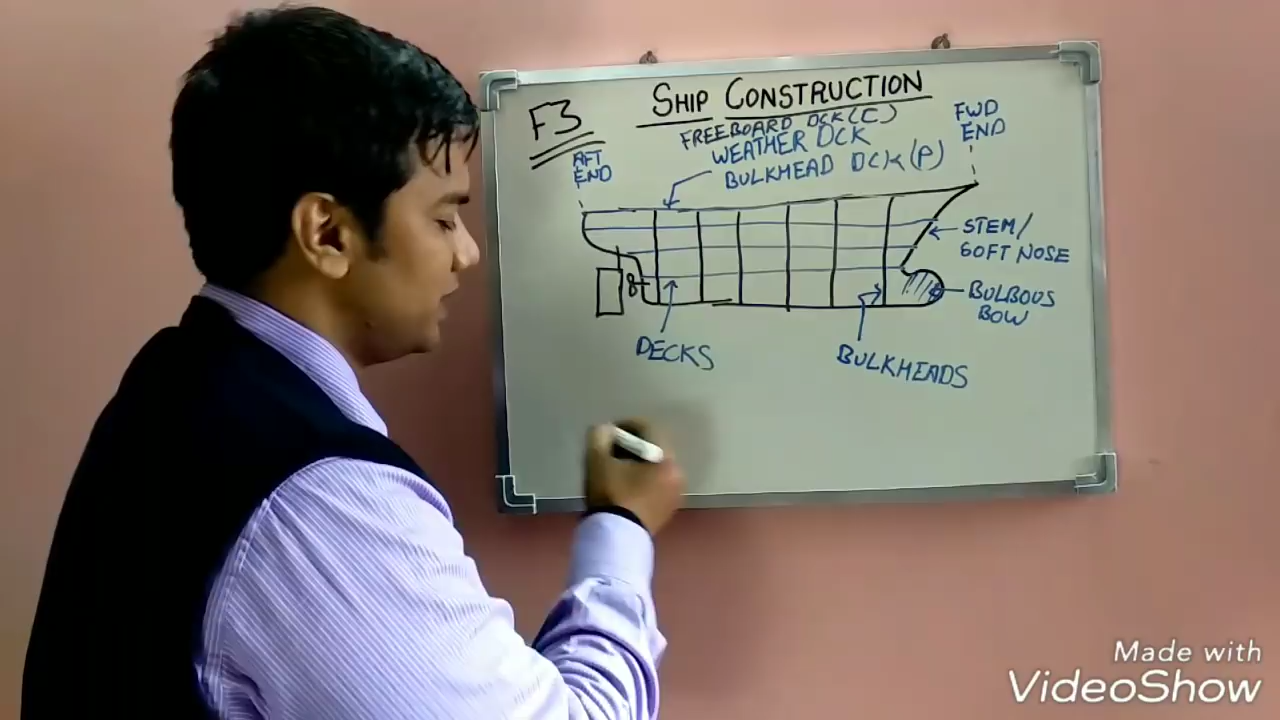 SHIP CONSTRUCTION
F3
FREEBOARD DCK (C)
WEATHER DCK
BULKHEAD DCK (P)
AFT
END
FWD
END
STEM/
SOFT NOSE
BULBOUS
BOW
DECKS
BULKHEADS
Made with
VideoShow